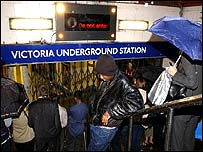 Do not enter
VICTORIA UNDERGROUND STATION